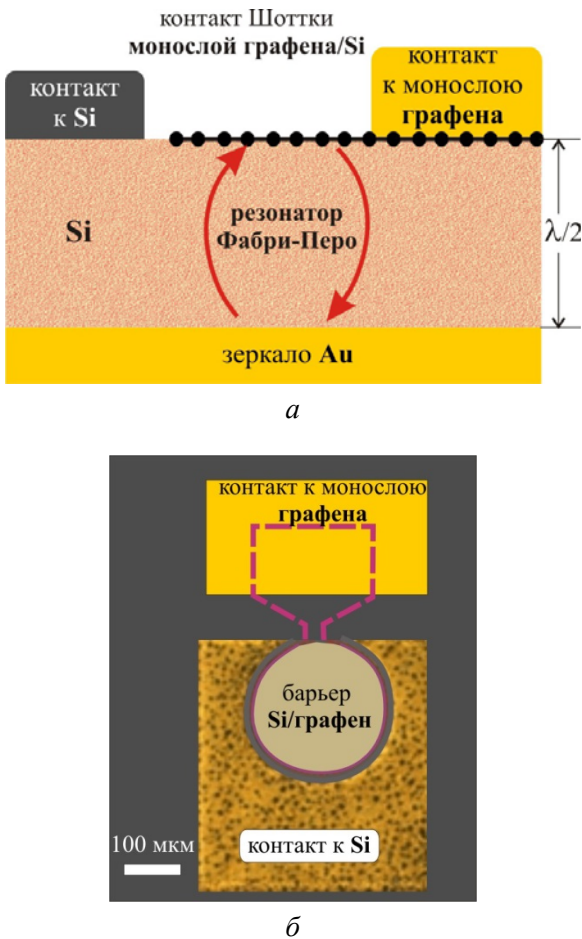 контакт Шоттки
монослой графена/Si
контакт
к Si
контакт
к монослою
графена
Si
резонатор
Фабри-Перо
λ/2
зеркало Au
а
контакт к монослою
графена
барьер
Si/графен
100 мкм
контакт к Si
б